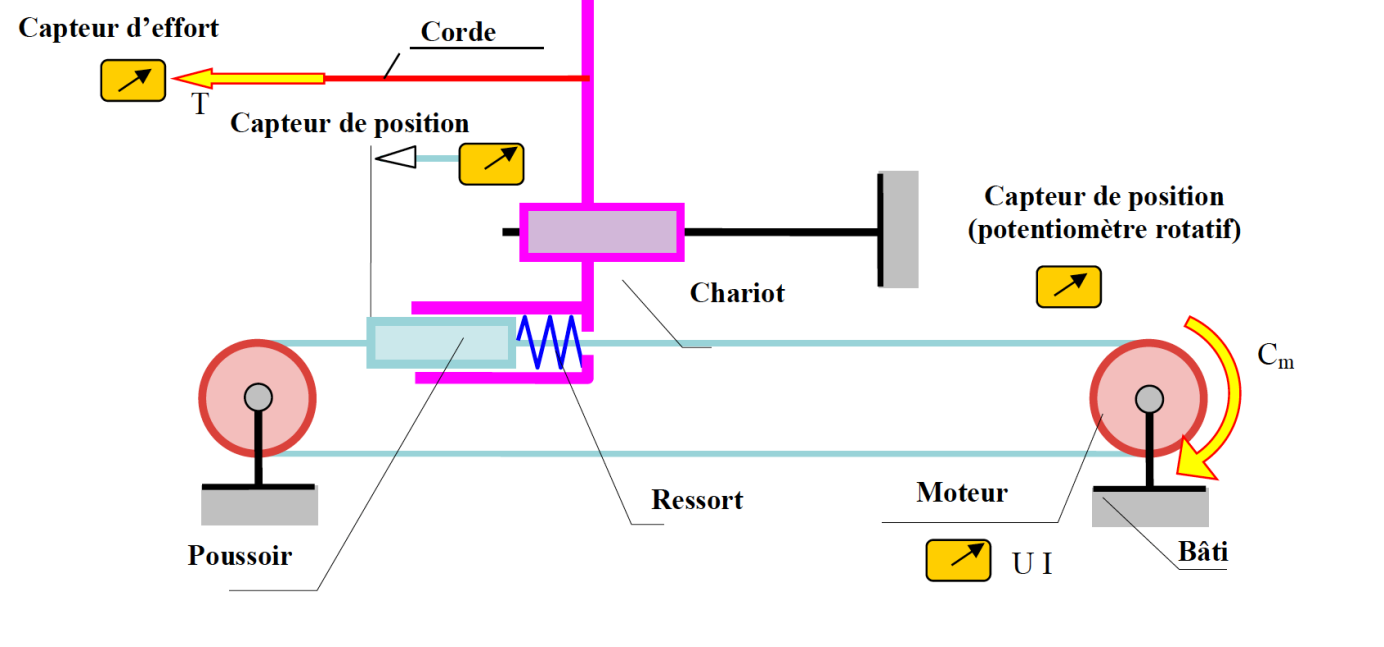 Capteur d’effort
Corde
T
Capteur de position
Capteur de position
(potentiomètre rotatif)
Chariot
Cm
Ressort
Moteur
Poussoir
Bâti
U I